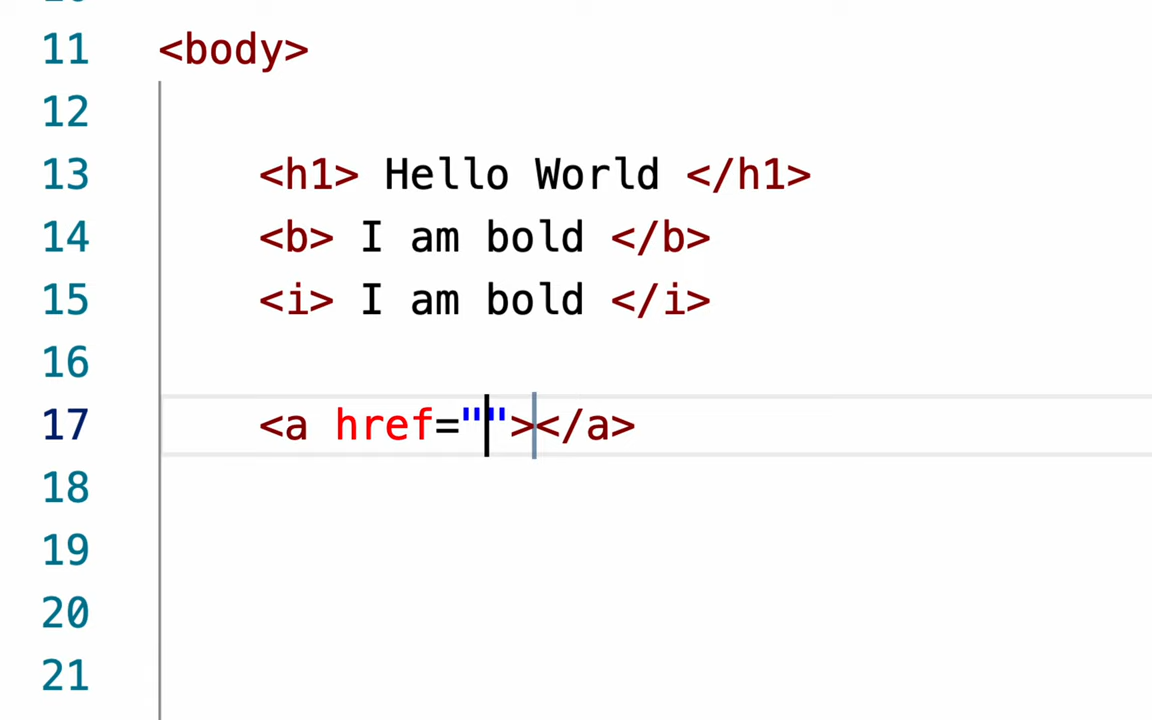 11 <body>
12
13 <h1> Hello World </h1>
14 <b> I am bold </b>
15 <i> I am bold </i>
16
17 <a href=""></a>
18
19
20
21